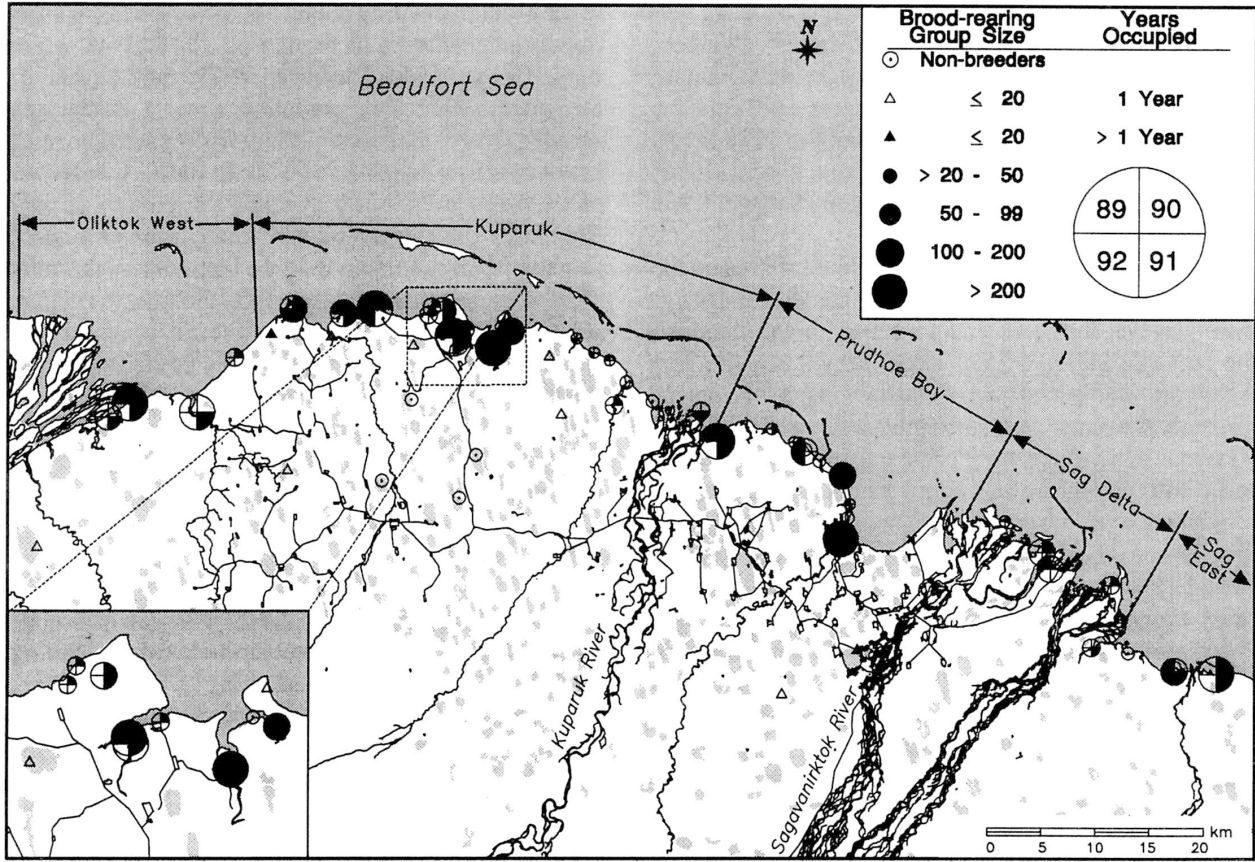 Brood-rearing Years
Group Size Occupied
Non-breeders
≤ 20 1 Year
≤ 20 > 1 Year
> 20 - 50
50 - 99
100 - 200
> 200
89 90
92 91
N
Beaufort Sea
Oliktok West
Kuparuk
Prudhoe Bay
Sag Delta
Sag East
Kuparuk River
Sagavanirktok River
0 5 10 15 20 km